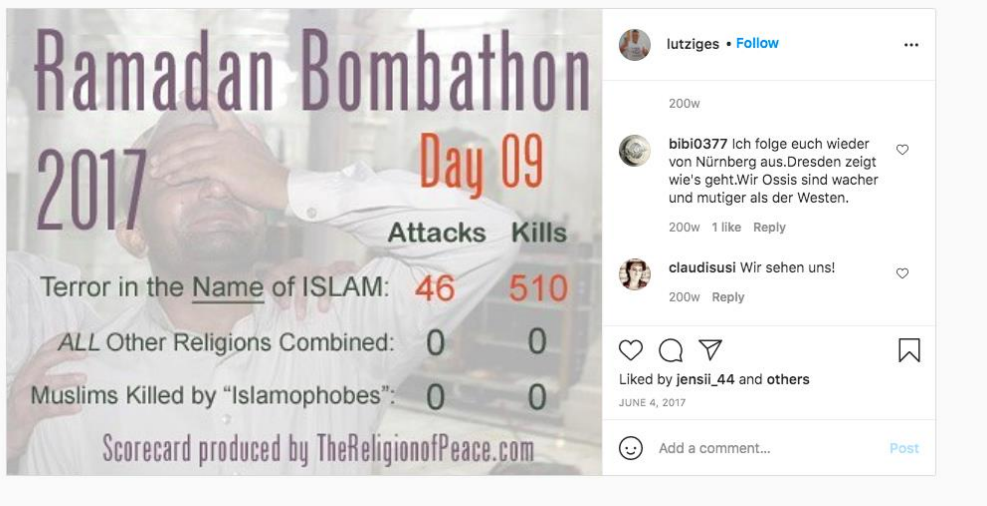 Ramadan Bombathon
2017
Day 09
Attacks Kills
Terror in the Name of ISLAM: 46 510
ALL Other Religions Combined: 0 0
Muslims Killed by “Islamophobes”: 0 0
Scorecard produced by TheReligionofPeace.com
lutziges • Follow
200w
bibi0377 Ich folge euch wieder
von Nürnberg aus.Dresden zeigt
wie's geht.Wir Ossis sind wacher
und mutiger als der Westen.
200w 1 like Reply
claudisusi Wir sehen uns!
200w Reply
Liked by jensii_44 and others
JUNE 4, 2017
Add a comment... Post